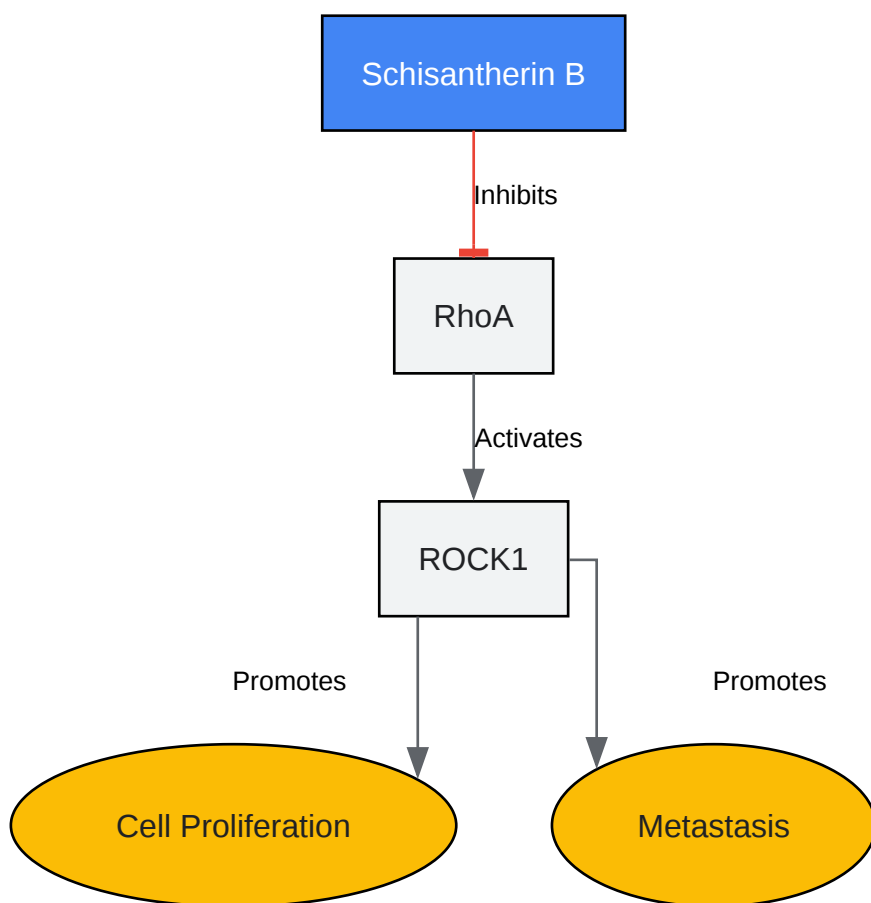 Schisantherin B
Inhibits
RhoA
Activates
ROCK1
Promotes
Promotes
Cell Proliferation
Metastasis